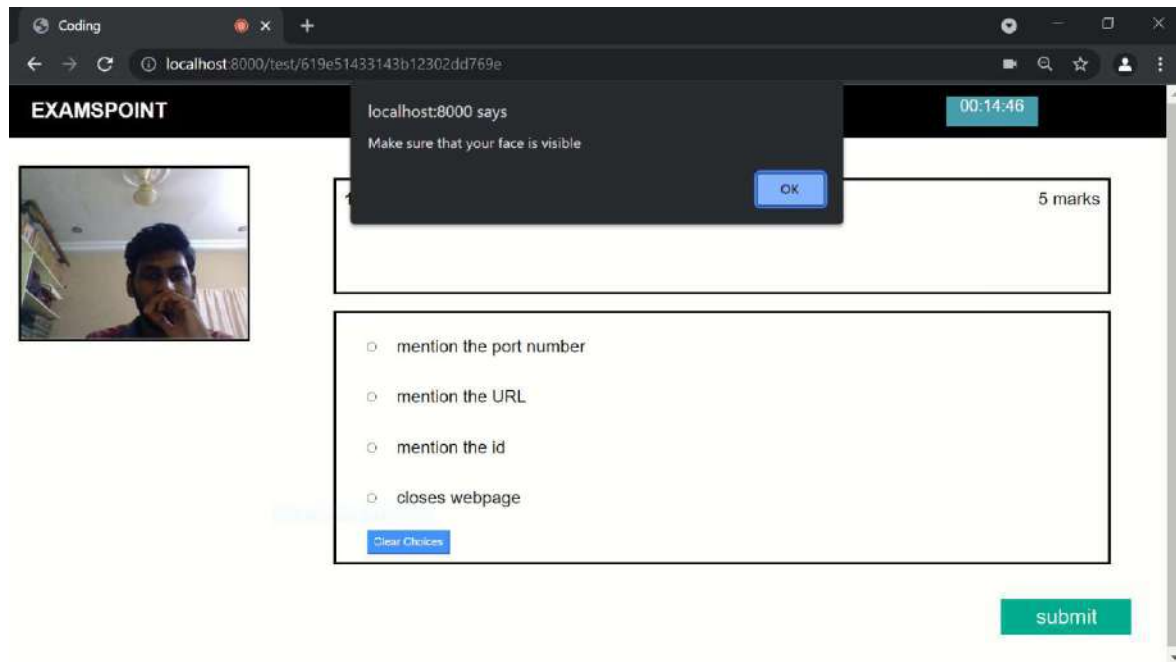 Coding
localhost:8000/test/619e51433143b12302dd769e
EXAMSPOINT
00:14:46
localhost:8000 says
Make sure that your face is visible
OK
1
5 marks
mention the port number
mention the URL
mention the id
closes webpage
Clear Choices
submit